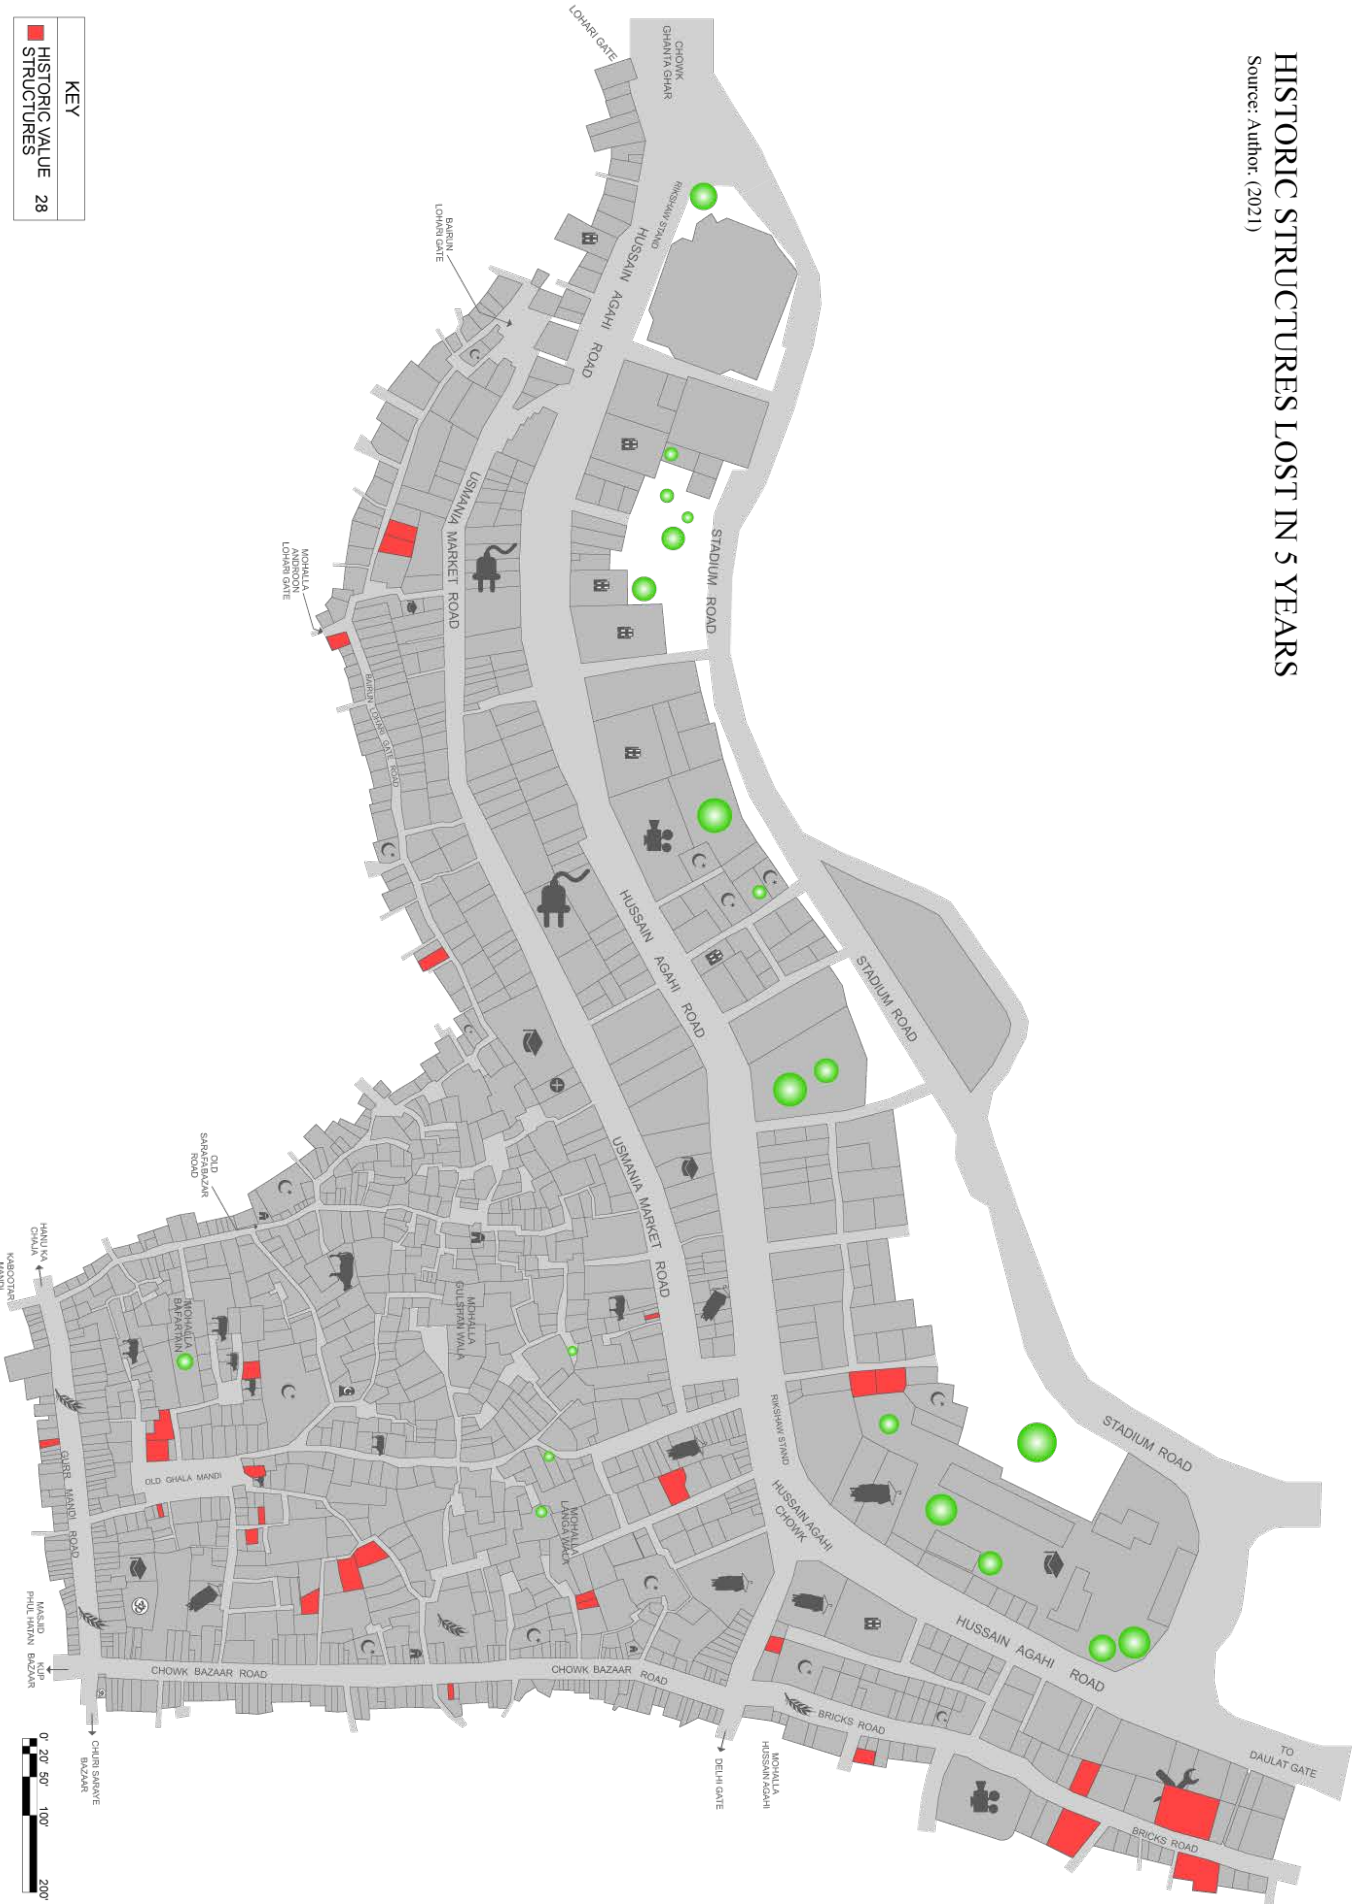 HISTORIC STRUCTURES LOST IN 5 YEARS
Source: Author. (2021)
KEY
HISTORIC VALUE 28
STRUCTURES
LOHARI GATE
CHOWK
GHANTA GHAR
RIKSHAW STAND
HUSSAIN AGAHI ROAD
BAIRUN
LOHARI GATE
USMANIA MARKET ROAD
STADIUM ROAD
MOHALLA
ANDROON
LOHARI GATE
BAIRUN LOHARI GATE ROAD
HUSSAIN AGAHI ROAD
STADIUM ROAD
OLD
SARAFABAZAR
ROAD
USMANIA MARKET ROAD
HANU KA
CHAJA
KABOOTAR
MANDI
MOHALLA
BAFARTAIN
MOHALLA
GULSHAN WALA
RIKSHAW STAND
STADIUM ROAD
GURR MANDI ROAD
OLD GHALA MANDI
MOHALLA
LANGA WALA
HUSSAIN AGAHI
CHOWK
HUSSAIN AGAHI ROAD
MASJID
PHUL HATAN
KUP
BAZAAR
CHOWK BAZAAR ROAD
CHOWK BAZAAR ROAD
BRICKS ROAD
CHURI SARAYE
BAZAAR
DELHI GATE
MOHALLA
HUSSAIN AGAHI
TO
DAULAT GATE
BRICKS ROAD
0' 20' 50' 100' 200'